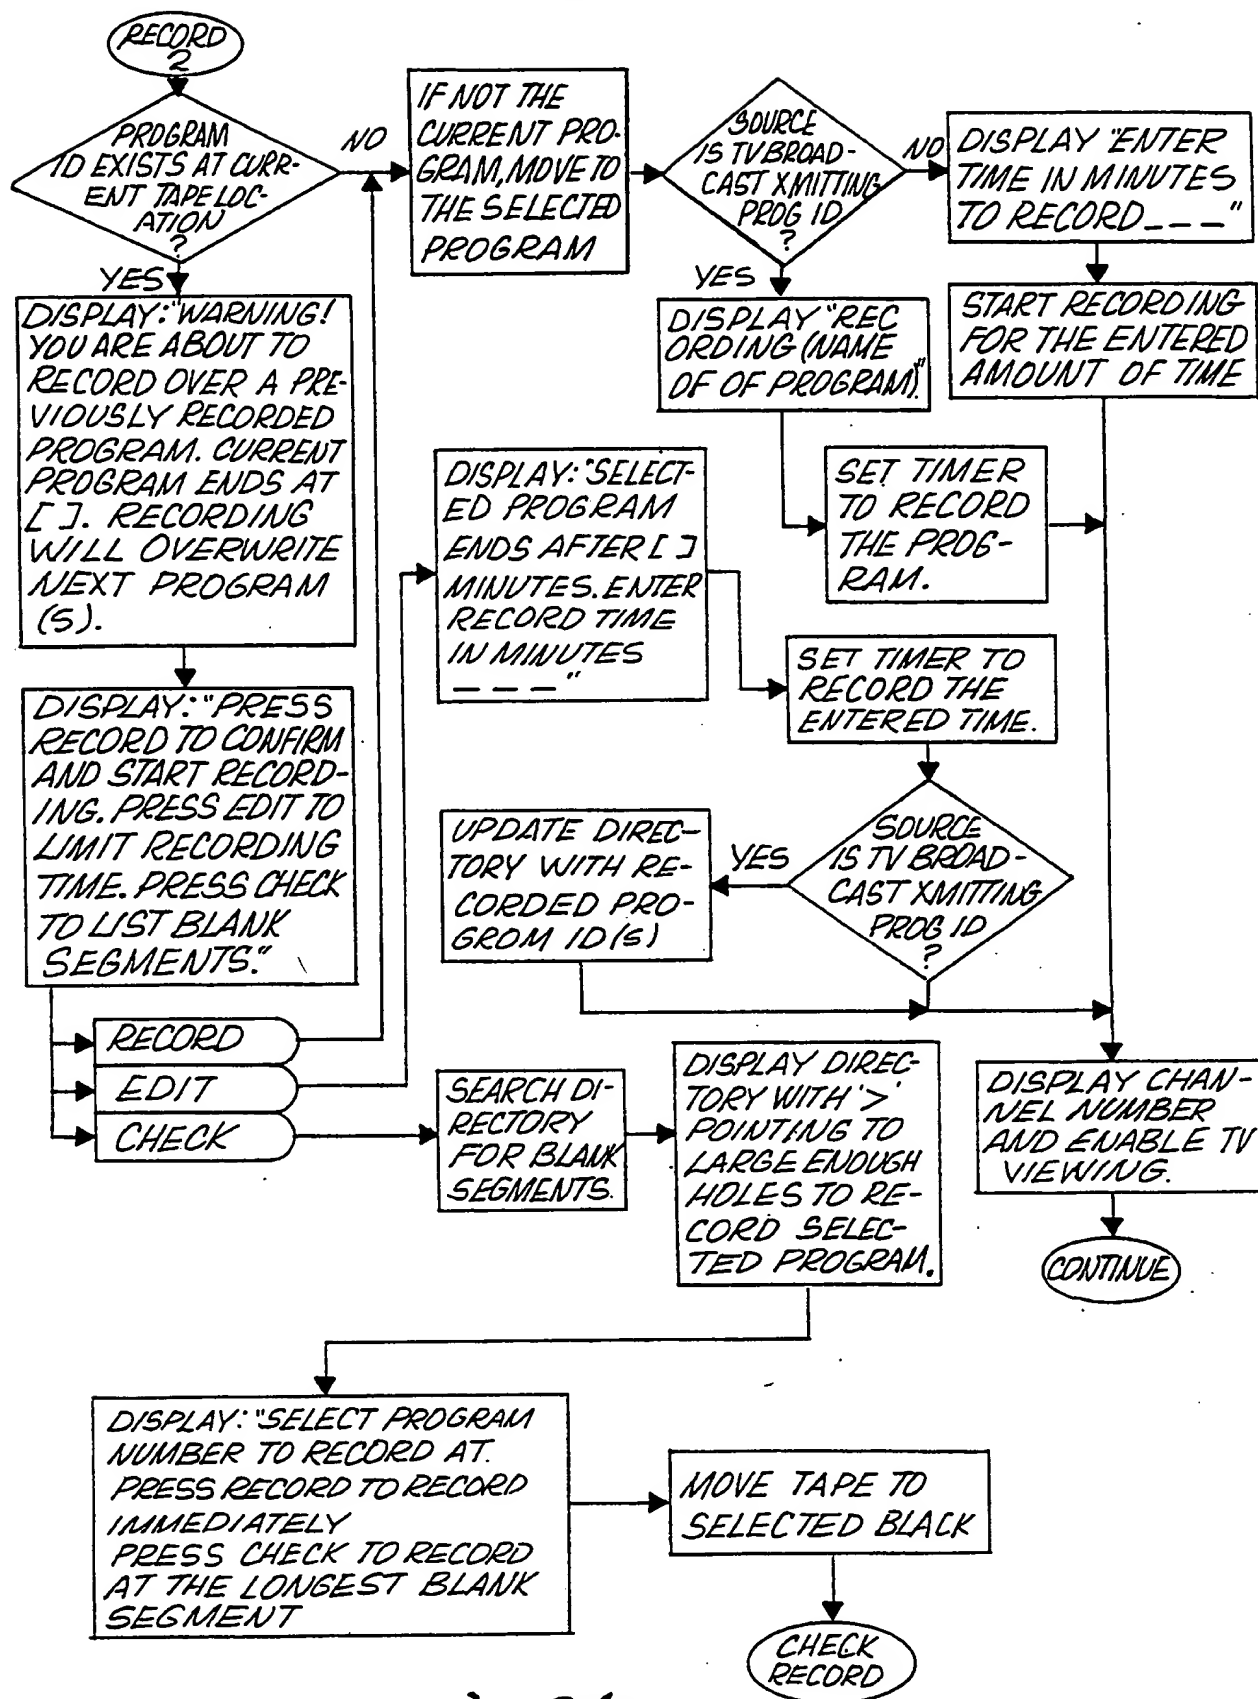 RECORD
2
PROGRAM
ID EXISTS AT CURR-
ENT TAPE LOC-
ATION
?
NO
YES
IF NOT THE
CURRENT PRO-
GRAM, MOVE TO
THE SELECTED
PROGRAM
SOURCE
IS TV BROAD-
CAST XMITTING
PROG ID
?
NO
YES
DISPLAY "ENTER
TIME IN MINUTES
TO RECORD _ _ _"
START RECORDING
FOR THE ENTERED
AMOUNT OF TIME
DISPLAY "REC
ORDING (NAME
OF OF PROGRAM)."
SET TIMER
TO RECORD
THE PROG-
RAM.
DISPLAY: "WARNING!
YOU ARE ABOUT TO
RECORD OVER A PRE-
VIOUSLY RECORDED
PROGRAM. CURRENT
PROGRAM ENDS AT
[ ]. RECORDING
WILL OVERWRITE
NEXT PROGRAM
(S).
DISPLAY: "PRESS
RECORD TO CONFIRM
AND START RECORD-
ING. PRESS EDIT TO
LIMIT RECORDING
TIME. PRESS CHECK
TO LIST BLANK
SEGMENTS."
RECORD
EDIT
CHECK
DISPLAY: "SELECT-
ED PROGRAM
ENDS AFTER [ ]
MINUTES. ENTER
RECORD TIME
IN MINUTES
_ _ _ "
SET TIMER TO
RECORD THE
ENTERED TIME.
SOURCE
IS TV BROAD-
CAST XMITTING
PROG ID
?
YES
UPDATE DIREC-
TORY WITH RE-
CORDED PRO-
GROM ID(S)
SEARCH DI-
RECTORY
FOR BLANK
SEGMENTS.
DISPLAY DIREC-
TORY WITH '>'
POINTING TO
LARGE ENOUGH
HOLES TO RE-
CORD SELEC-
TED PROGRAM.
DISPLAY CHAN-
NEL NUMBER
AND ENABLE TV
VIEWING.
CONTINUE
DISPLAY: "SELECT PROGRAM
NUMBER TO RECORD AT.
PRESS RECORD TO RECORD
IMMEDIATELY
PRESS CHECK TO RECORD
AT THE LONGEST BLANK
SEGMENT
MOVE TAPE TO
SELECTED BLACK
CHECK
RECORD